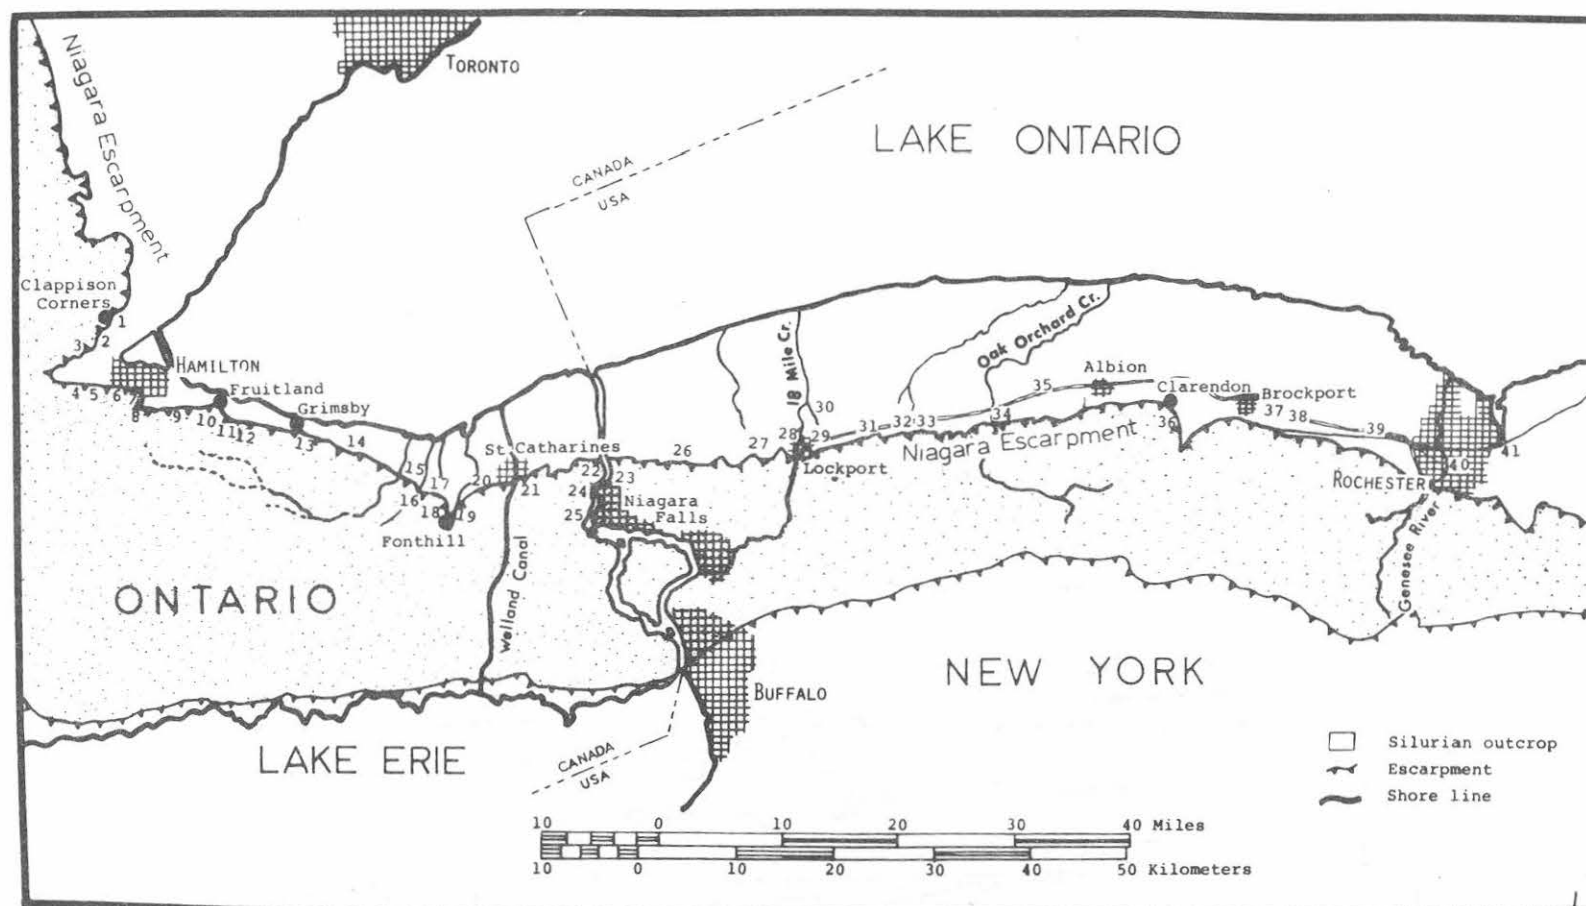 Niagara Escarpment
TORONTO
LAKE ONTARIO
CANADA
USA
Clappison
Corners
1
2
3
HAMILTON
4
5
6
7
8
9
10
11
12
Fruitland
Grimsby
13
14
15
16
17
18
19
20
Fonthill
St Catharines
21
22
23
24
25
Niagara
Falls
26
27
28
29
30
18 Mile Cr.
Lockport
31
32
33
34
35
Oak Orchard Cr.
Niagara Escarpment
Albion
Clarendon
36
Brockport
37
38
39
40
41
ROCHESTER
Genesee River
ONTARIO
Welland Canal
BUFFALO
NEW YORK
LAKE ERIE
CANADA
USA
Silurian outcrop
Escarpment
Shore line
10 0 10 20 30 40 Miles
10 0 10 20 30 40 50 Kilometers